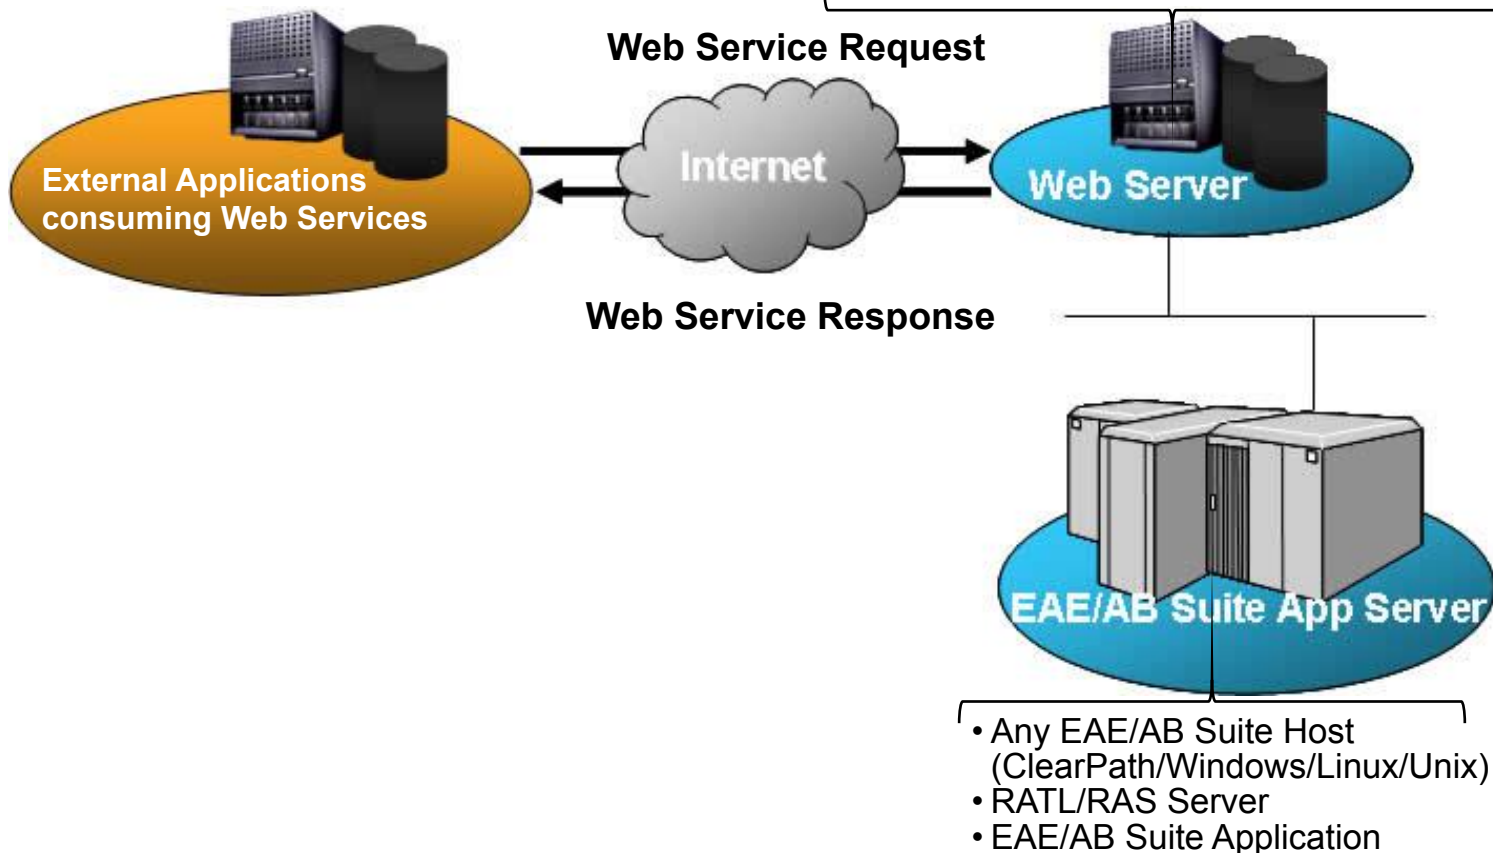 Web Service Request
External Applications
consuming Web Services
Internet
Web Server
Web Service Response
EAE/AB Suite App Server
• Any EAE/AB Suite Host
(ClearPath/Windows/Linux/Unix)
• RATL/RAS Server
• EAE/AB Suite Application